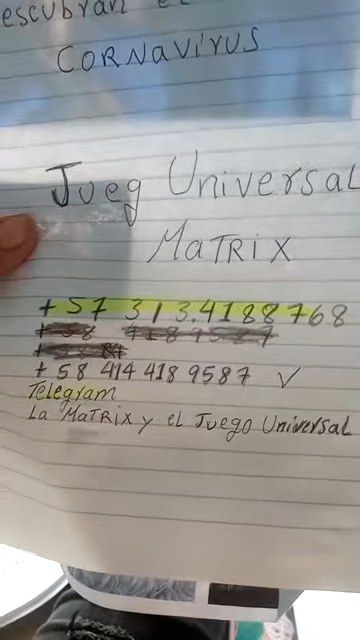 escubran el
CORNAVIRUS
Jueg Universal
MaTRIX
+57 313.4188768
+ 58 414 418 9587 √
Telegram
La MaTRIX y el Juego Universal